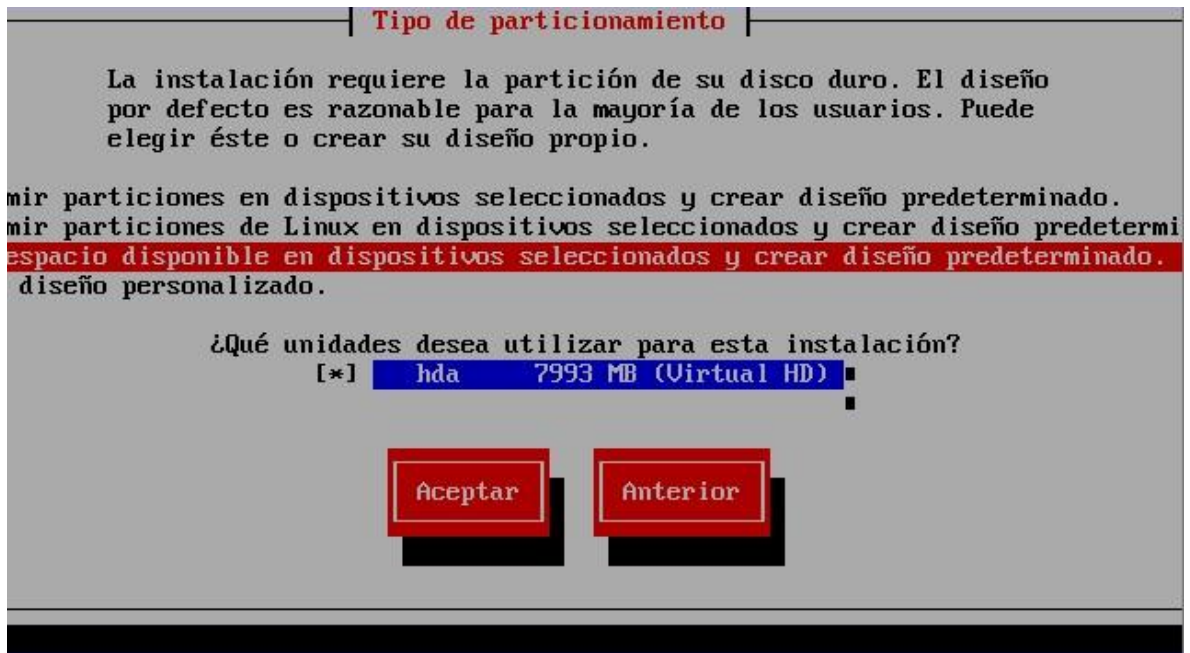 Tipo de particionamiento
La instalación requiere la partición de su disco duro. El diseño
por defecto es razonable para la mayoría de los usuarios. Puede
elegir éste o crear su diseño propio.
mir particiones en dispositivos seleccionados y crear diseño predeterminado.
mir particiones de Linux en dispositivos seleccionados y crear diseño predetermi
espacio disponible en dispositivos seleccionados y crear diseño predeterminado.
diseño personalizado.
¿Qué unidades desea utilizar para esta instalación?
[*] hda 7993 MB (Virtual HD)
Aceptar Anterior